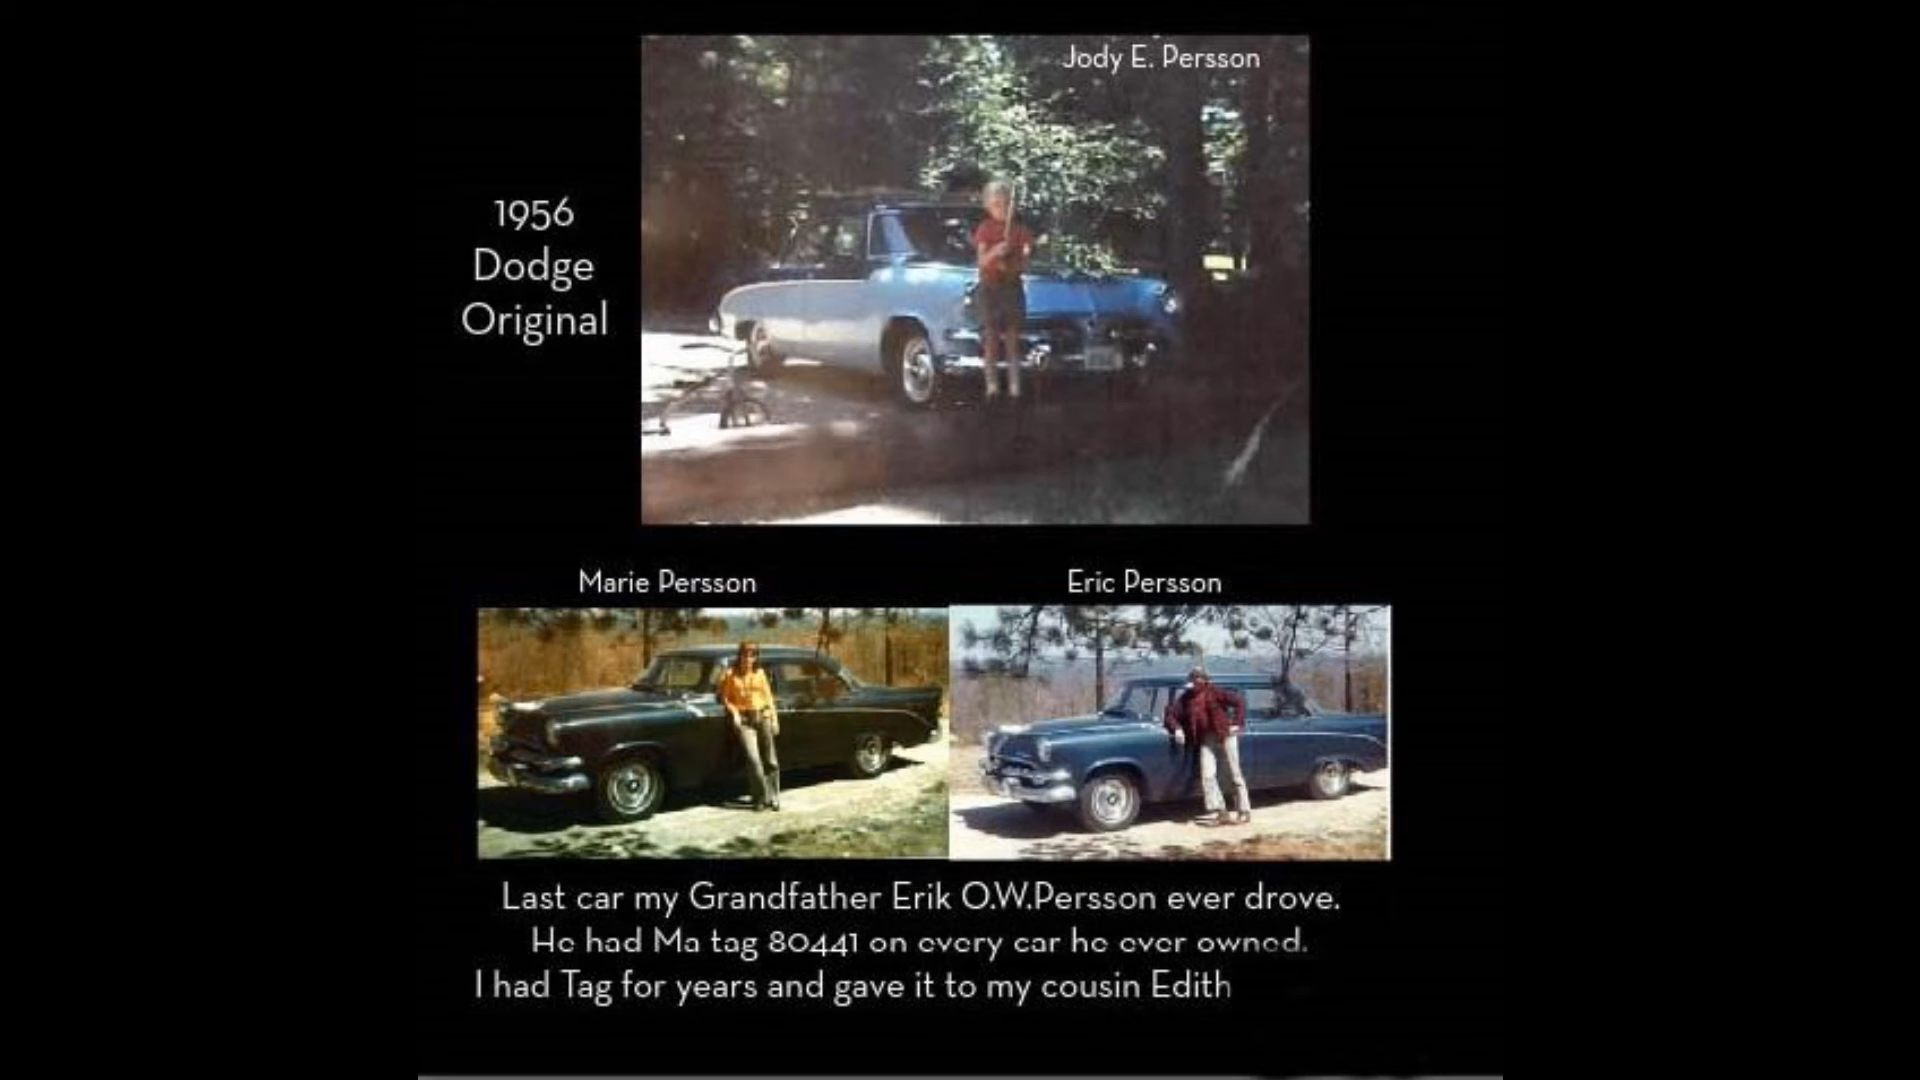 Jody E. Persson
1956
Dodge
Original
Marie Persson
Eric Persson
Last car my Grandfather Erik O.W.Persson ever drove.
He had Ma tag 80441 on every car he ever owned.
I had Tag for years and gave it to my cousin Edith